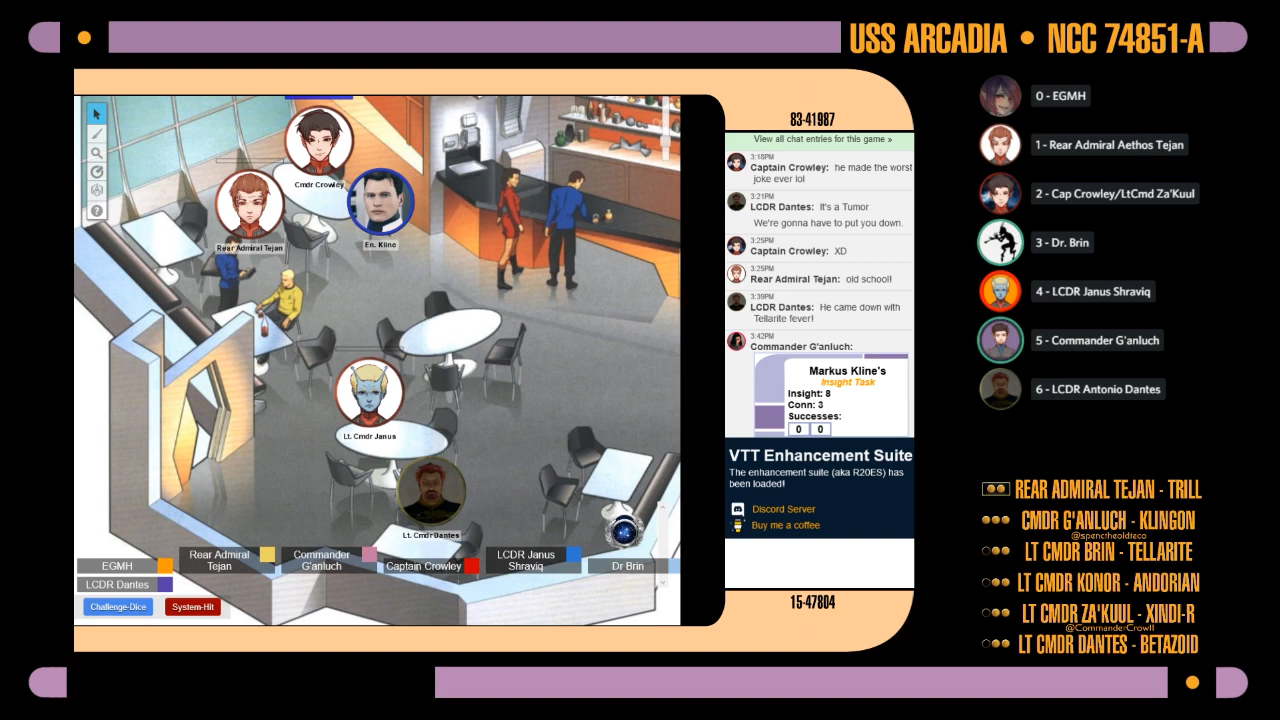 USS ARCADIA • NCC 74851-A
83-41987
View all chat entries for this game »
3:18PM
Captain Crowley: he made the worst
joke ever lol
3:21PM
LCDR Dantes: It's a Tumor
We're gonna have to put you down.
3:25PM
Captain Crowley: XD
3:25PM
Rear Admiral Tejan: old school!
3:39PM
LCDR Dantes: He came down with
Tellarite fever!
3:42PM
Commander G'anluch:
Markus Kline's
Insight Task
Insight: 8
Conn: 3
Successes:
0 0
VTT Enhancement Suite
The enhancement suite (aka R20ES) has
been loaded!
Discord Server
Buy me a coffee
15-47804
Cmdr Crowley
Rear Admiral Tejan
En. Kline
Lt. Cmdr Janus
Lt. Cmdr Dantes
EGMH
Rear Admiral
Tejan
Commander
G'anluch
Captain Crowley
LCDR Janus
Shraviq
Dr Brin
LCDR Dantes
Challenge-Dice
System-Hit
0 - EGMH
1 - Rear Admiral Aethos Tejan
2 - Cap Crowley/LtCmd Za'Kuul
3 - Dr. Brin
4 - LCDR Janus Shraviq
5 - Commander G'anluch
6 - LCDR Antonio Dantes
REAR ADMIRAL TEJAN - TRILL
CMDR G'ANLUCH - KLINGON
@spenctheoldtaco
LT CMDR BRIN - TELLARITE
LT CMDR KONOR - ANDORIAN
LT CMDR ZA'KUUL - XINDI-R
@CommanderCrowll
LT CMDR DANTES - BETAZOID